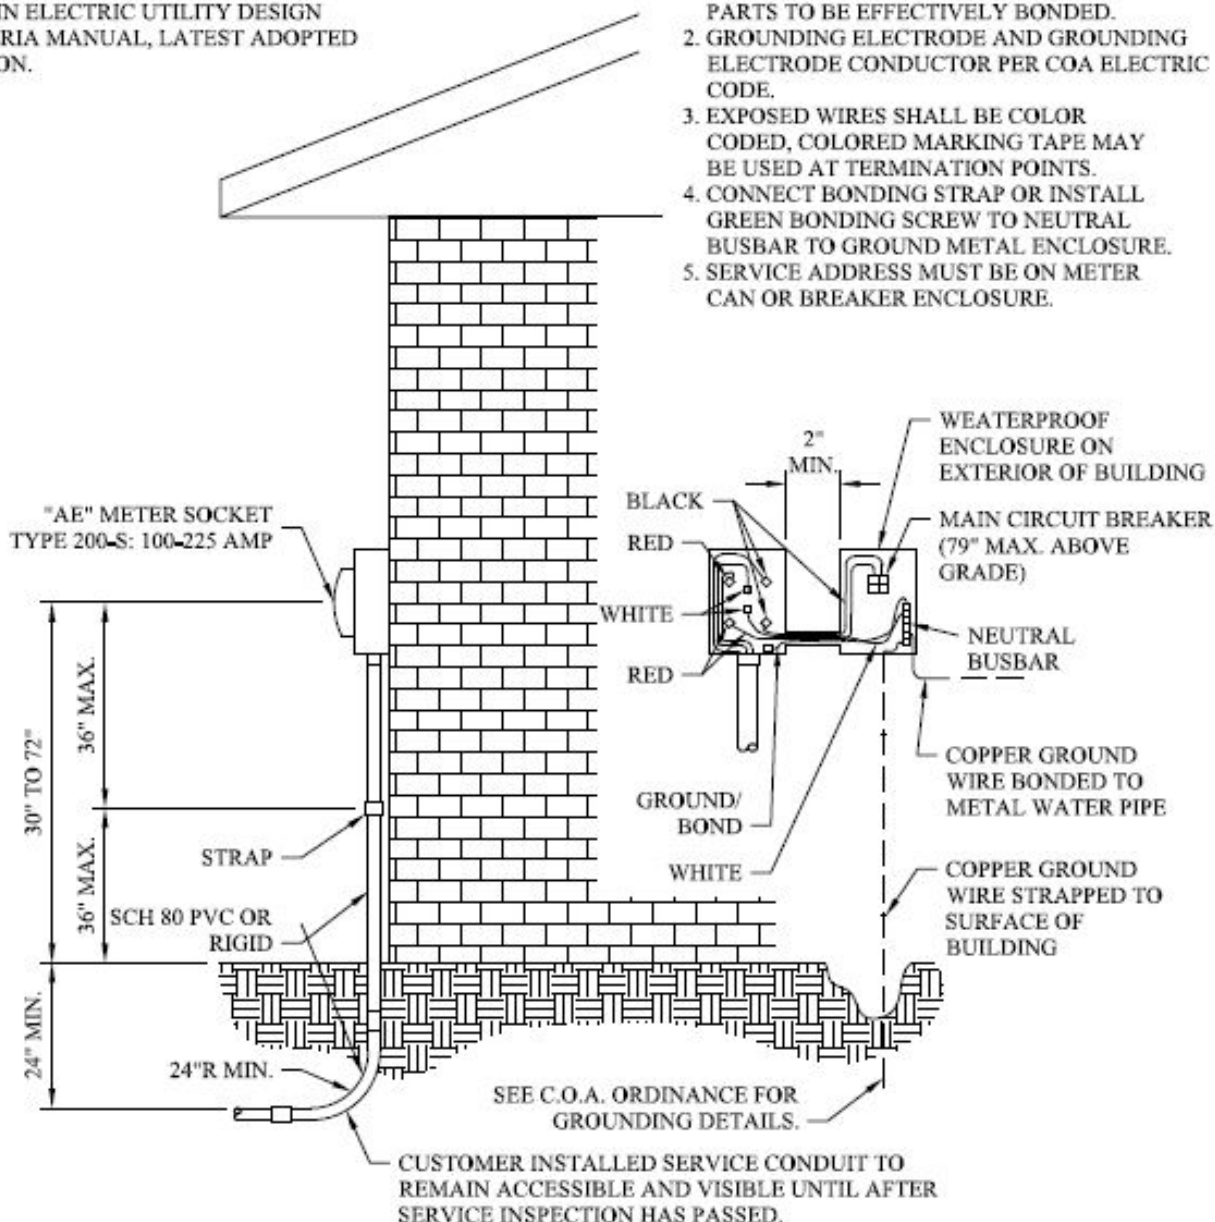 IN ELECTRIC UTILITY DESIGN
RIA MANUAL, LATEST ADOPTED
ON.
PARTS TO BE EFFECTIVELY BONDED.
2. GROUNDING ELECTRODE AND GROUNDING
ELECTRODE CONDUCTOR PER COA ELECTRIC
CODE.
3. EXPOSED WIRES SHALL BE COLOR
CODED, COLORED MARKING TAPE MAY
BE USED AT TERMINATION POINTS.
4. CONNECT BONDING STRAP OR INSTALL
GREEN BONDING SCREW TO NEUTRAL
BUSBAR TO GROUND METAL ENCLOSURE.
5. SERVICE ADDRESS MUST BE ON METER
CAN OR BREAKER ENCLOSURE.
"AE" METER SOCKET
TYPE 200-S: 100-225 AMP
36" MAX.
30" TO 72"
36" MAX.
24" MIN.
STRAP
SCH 80 PVC OR
RIGID
24"R MIN.
2"
MIN.
BLACK
RED
WHITE
RED
GROUND/
BOND
WHITE
WEATERPROOF
ENCLOSURE ON
EXTERIOR OF BUILDING
MAIN CIRCUIT BREAKER
(79" MAX. ABOVE
GRADE)
NEUTRAL
BUSBAR
COPPER GROUND
WIRE BONDED TO
METAL WATER PIPE
COPPER GROUND
WIRE STRAPPED TO
SURFACE OF
BUILDING
SEE C.O.A. ORDINANCE FOR
GROUNDING DETAILS.
CUSTOMER INSTALLED SERVICE CONDUIT TO
REMAIN ACCESSIBLE AND VISIBLE UNTIL AFTER
SERVICE INSPECTION HAS PASSED.